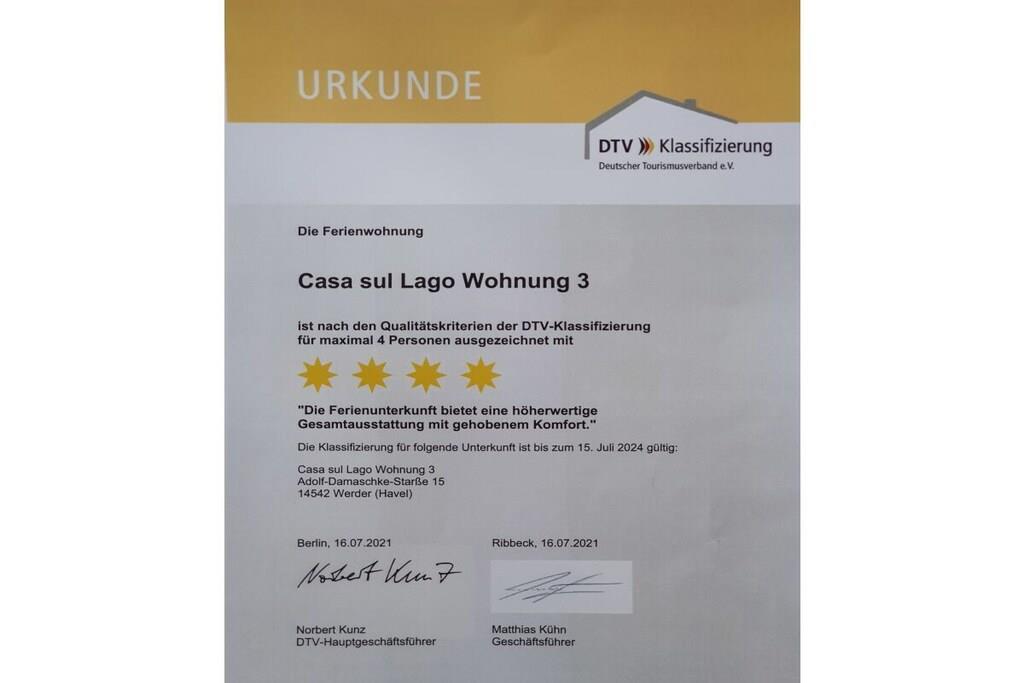 URKUNDE
DTV Klassifizierung
Deutscher Tourismusverband e.V.
Die Ferienwohnung
Casa sul Lago Wohnung 3
ist nach den Qualitätskriterien der DTV-Klassifizierung
für maximal 4 Personen ausgezeichnet mit
"Die Ferienunterkunft bietet eine höherwertige
Gesamtausstattung mit gehobenem Komfort."
Die Klassifizierung für folgende Unterkunft ist bis zum 15. Juli 2024 gültig:
Casa sul Lago Wohnung 3
Adolf-Damaschke-Starße 15
14542 Werder (Havel)
Berlin, 16.07.2021
Norbert Kunz
Norbert Kunz
DTV-Hauptgeschäftsführer
Ribbeck, 16.07.2021
Matthias Kühn
Geschäftsführer